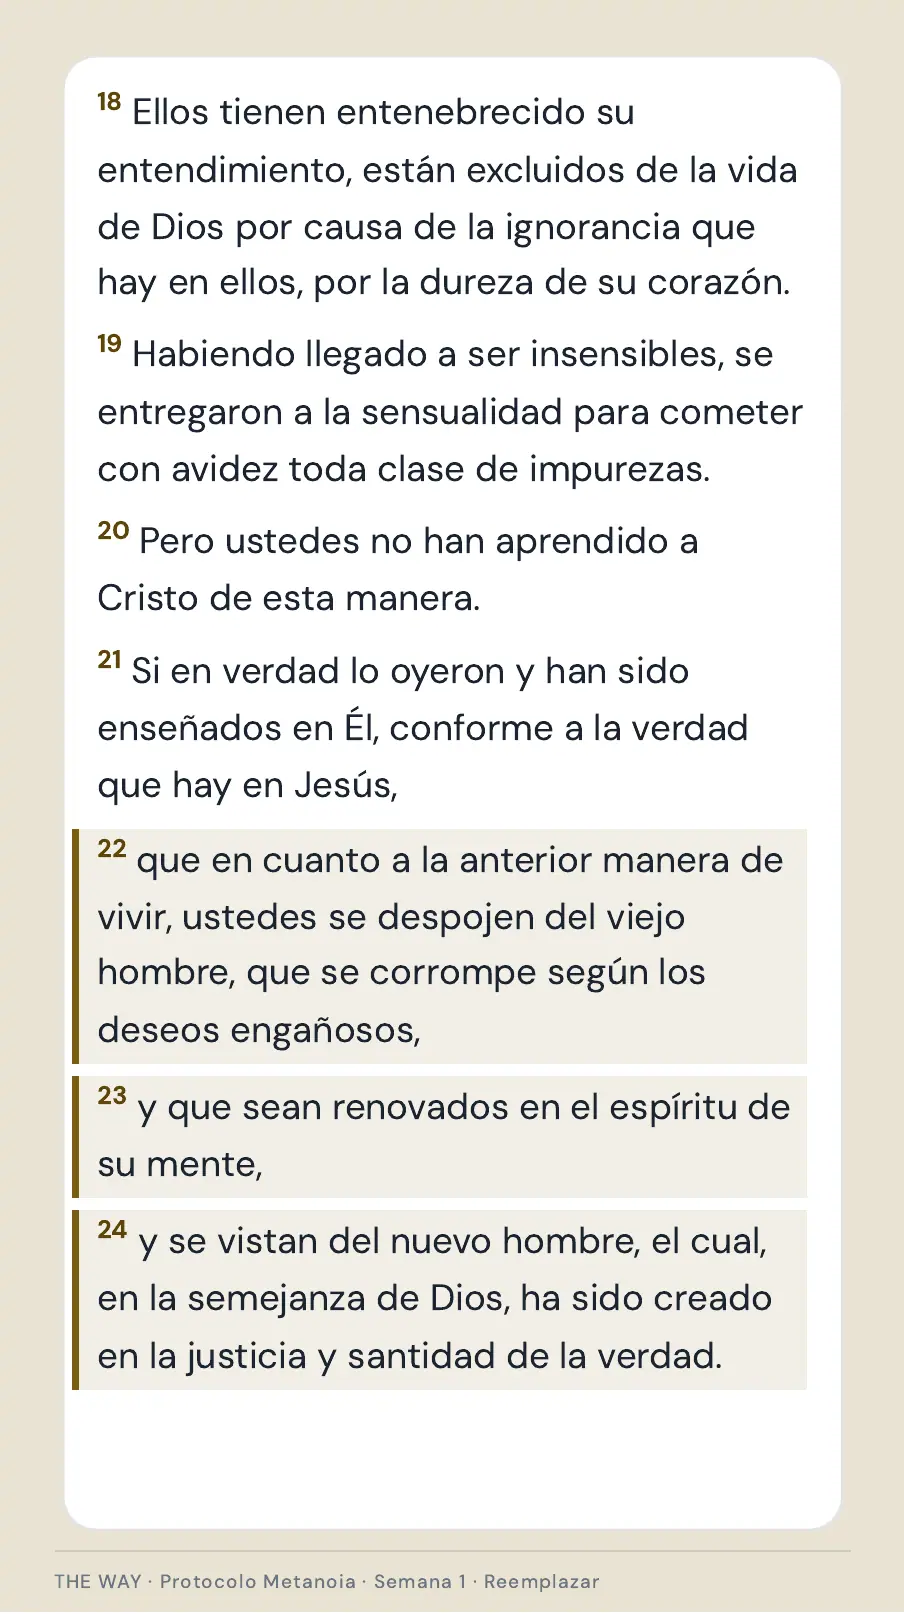 18 Ellos tienen entenebrecido su
entendimiento, están excluidos de la vida
de Dios por causa de la ignorancia que
hay en ellos, por la dureza de su corazón.
19 Habiendo llegado a ser insensibles, se
entregaron a la sensualidad para cometer
con avidez toda clase de impurezas.
20 Pero ustedes no han aprendido a
Cristo de esta manera.
21 Si en verdad lo oyeron y han sido
enseñados en Él, conforme a la verdad
que hay en Jesús,
22 que en cuanto a la anterior manera de
vivir, ustedes se despojen del viejo
hombre, que se corrompe según los
deseos engañosos,
23 y que sean renovados en el espíritu de
su mente,
24 y se vistan del nuevo hombre, el cual,
en la semejanza de Dios, ha sido creado
en la justicia y santidad de la verdad.
THE WAY · Protocolo Metanoia · Semana 1 · Reemplazar